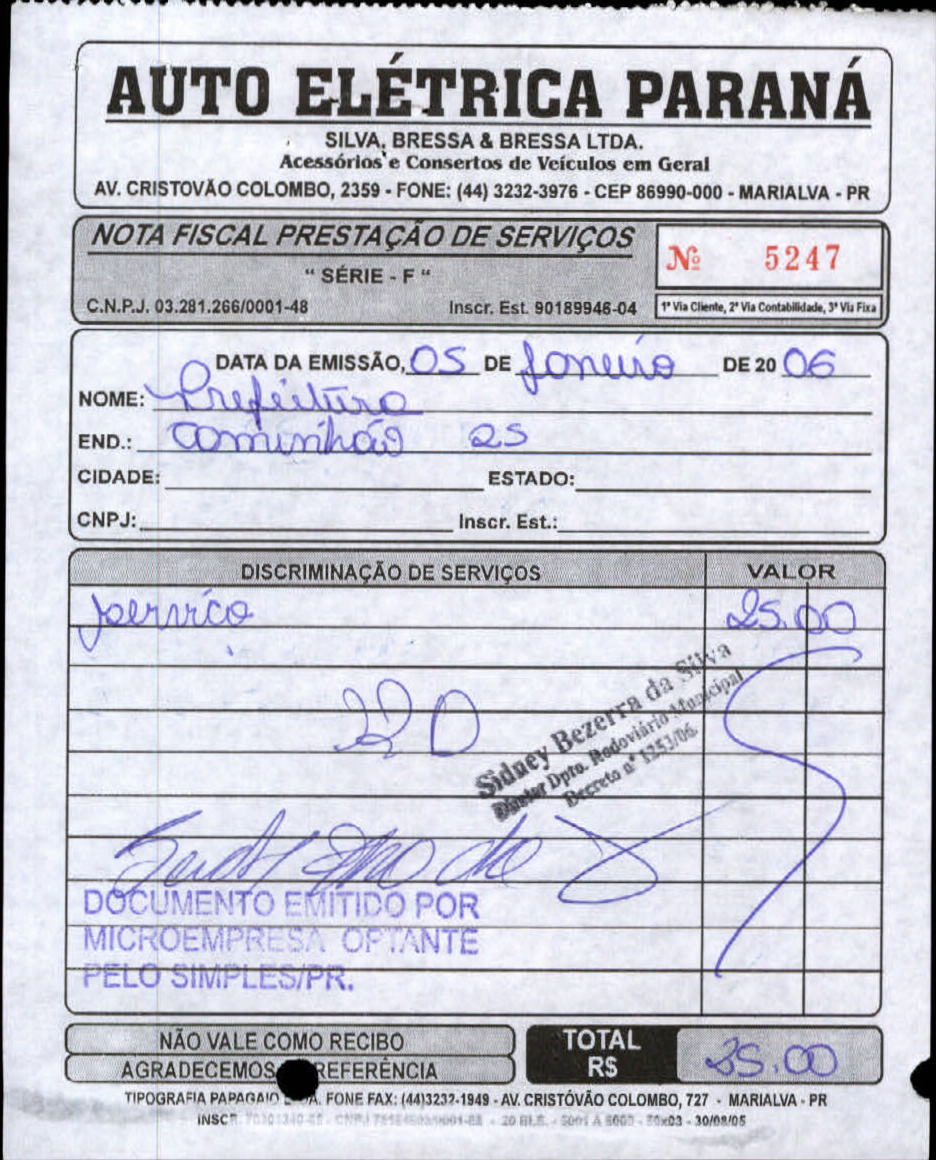 AUTO ELÉTRICA PARANÁ
SILVA, BRESSA & BRESSA LTDA.
Acessórios e Consertos de Veículos em Geral
AV. CRISTOVÃO COLOMBO, 2359 - FONE: (44) 3232-3976 - CEP 86990-000 - MARIALVA - PR
NOTA FISCAL PRESTAÇÃO DE SERVIÇOS
" SÉRIE - F "
Nº 5247
C.N.P.J. 03.281.266/0001-48 Inscr. Est. 90189946-04
1ª Via Cliente, 2ª Via Contabilidade, 3ª Via Fixa
DATA DA EMISSÃO, 05 DE Janeiro DE 20 06
NOME: Prefeitura
END.: caminhão 25
CIDADE: ESTADO:
CNPJ: Inscr. Est.:
DISCRIMINAÇÃO DE SERVIÇOS VALOR
serviço 25.00
Sidney Bezerra da Silva
Diretor Dpto. Rodoviário Municipal
Decreto nº 1253/06
DOCUMENTO EMITIDO POR
MICROEMPRESA OPTANTE
PELO SIMPLES/PR.
NÃO VALE COMO RECIBO
AGRADECEMOS REFERÊNCIA
TOTAL
R$ 25.00
TIPOGRAFIA PAPAGAIO FONE FAX: (44)3232-1949 - AV. CRISTÓVÃO COLOMBO, 727 - MARIALVA - PR
30/08/05